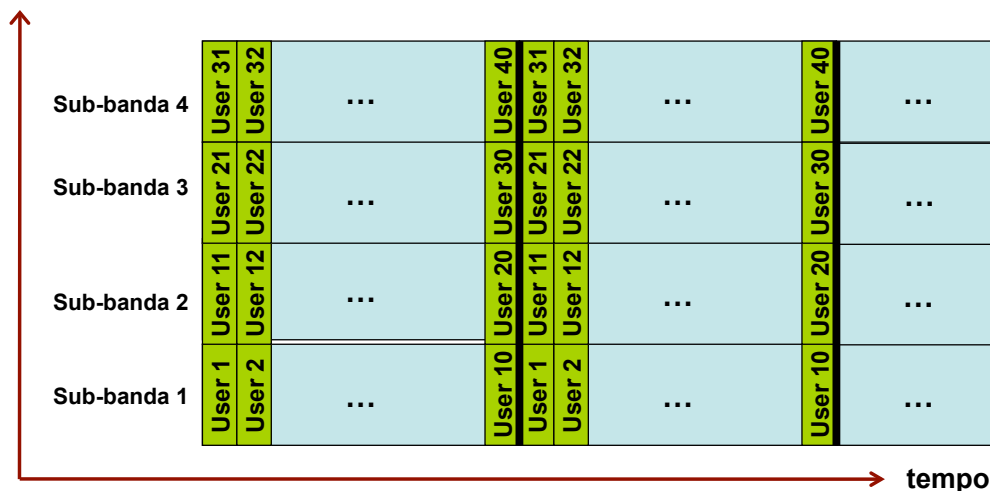 Sub-banda 4
User 31
User 32
...
User 40
User 31
User 32
...
User 40
...
Sub-banda 3
User 21
User 22
...
User 30
User 21
User 22
...
User 30
...
Sub-banda 2
User 11
User 12
...
User 20
User 11
User 12
...
User 20
...
Sub-banda 1
User 1
User 2
...
User 10
User 1
User 2
...
User 10
...
tempo